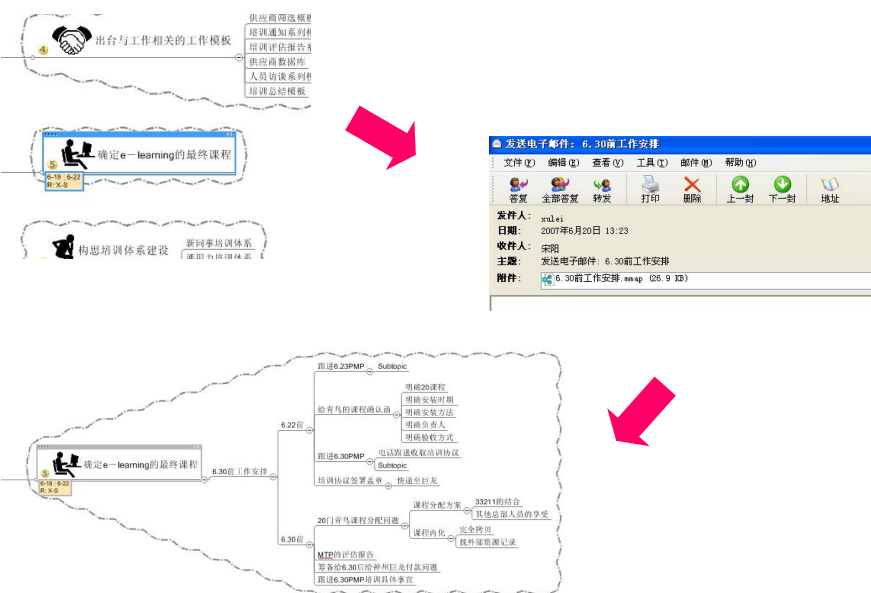 供应商筛选模
4
出台与工作相关的工作模板
培训通知系列
培训评估报告
供应商数据库
人员访谈系列
培训总结模板
5
确定e－learning的最终课程
6-18 : 6-22
R: X-S
构思培训体系建设
新同事培训体系
通用力培训体系
发送电子邮件: 6.30前工作安排
文件(F) 编辑(E) 查看(V) 工具(T) 邮件(M) 帮助(H)
答复 全部答复 转发 打印 删除 上一封 下一封 地址
发件人: xulei
日期: 2007年6月20日 13:23
收件人: 宋阳
主题: 发送电子邮件: 6.30前工作安排
附件: 6.30前工作安排.mmap (26.9 KB)
5
确定e－learning的最终课程
6-18 : 6-22
R: X-S
6.30前工作安排
6.22前
跟进6.23PMP
Subtopic
给青鸟的课程确认函
明确20课程
明确安装时期
明确安装方法
明确负责人
明确验收方式
跟进6.30PMP
电话跟进收取培训协议
Subtopic
培训协议签署盖章
快递至巨龙
6.30前
20门青鸟课程分配问题
课程分配方案
33211的结合
其他总部人员的享受
课程内化
完全拷贝
找外部资源记录
MTP的评估报告
筹备给6.30后给神州巨龙付款问题
跟进6.30PMP培训具体事宜